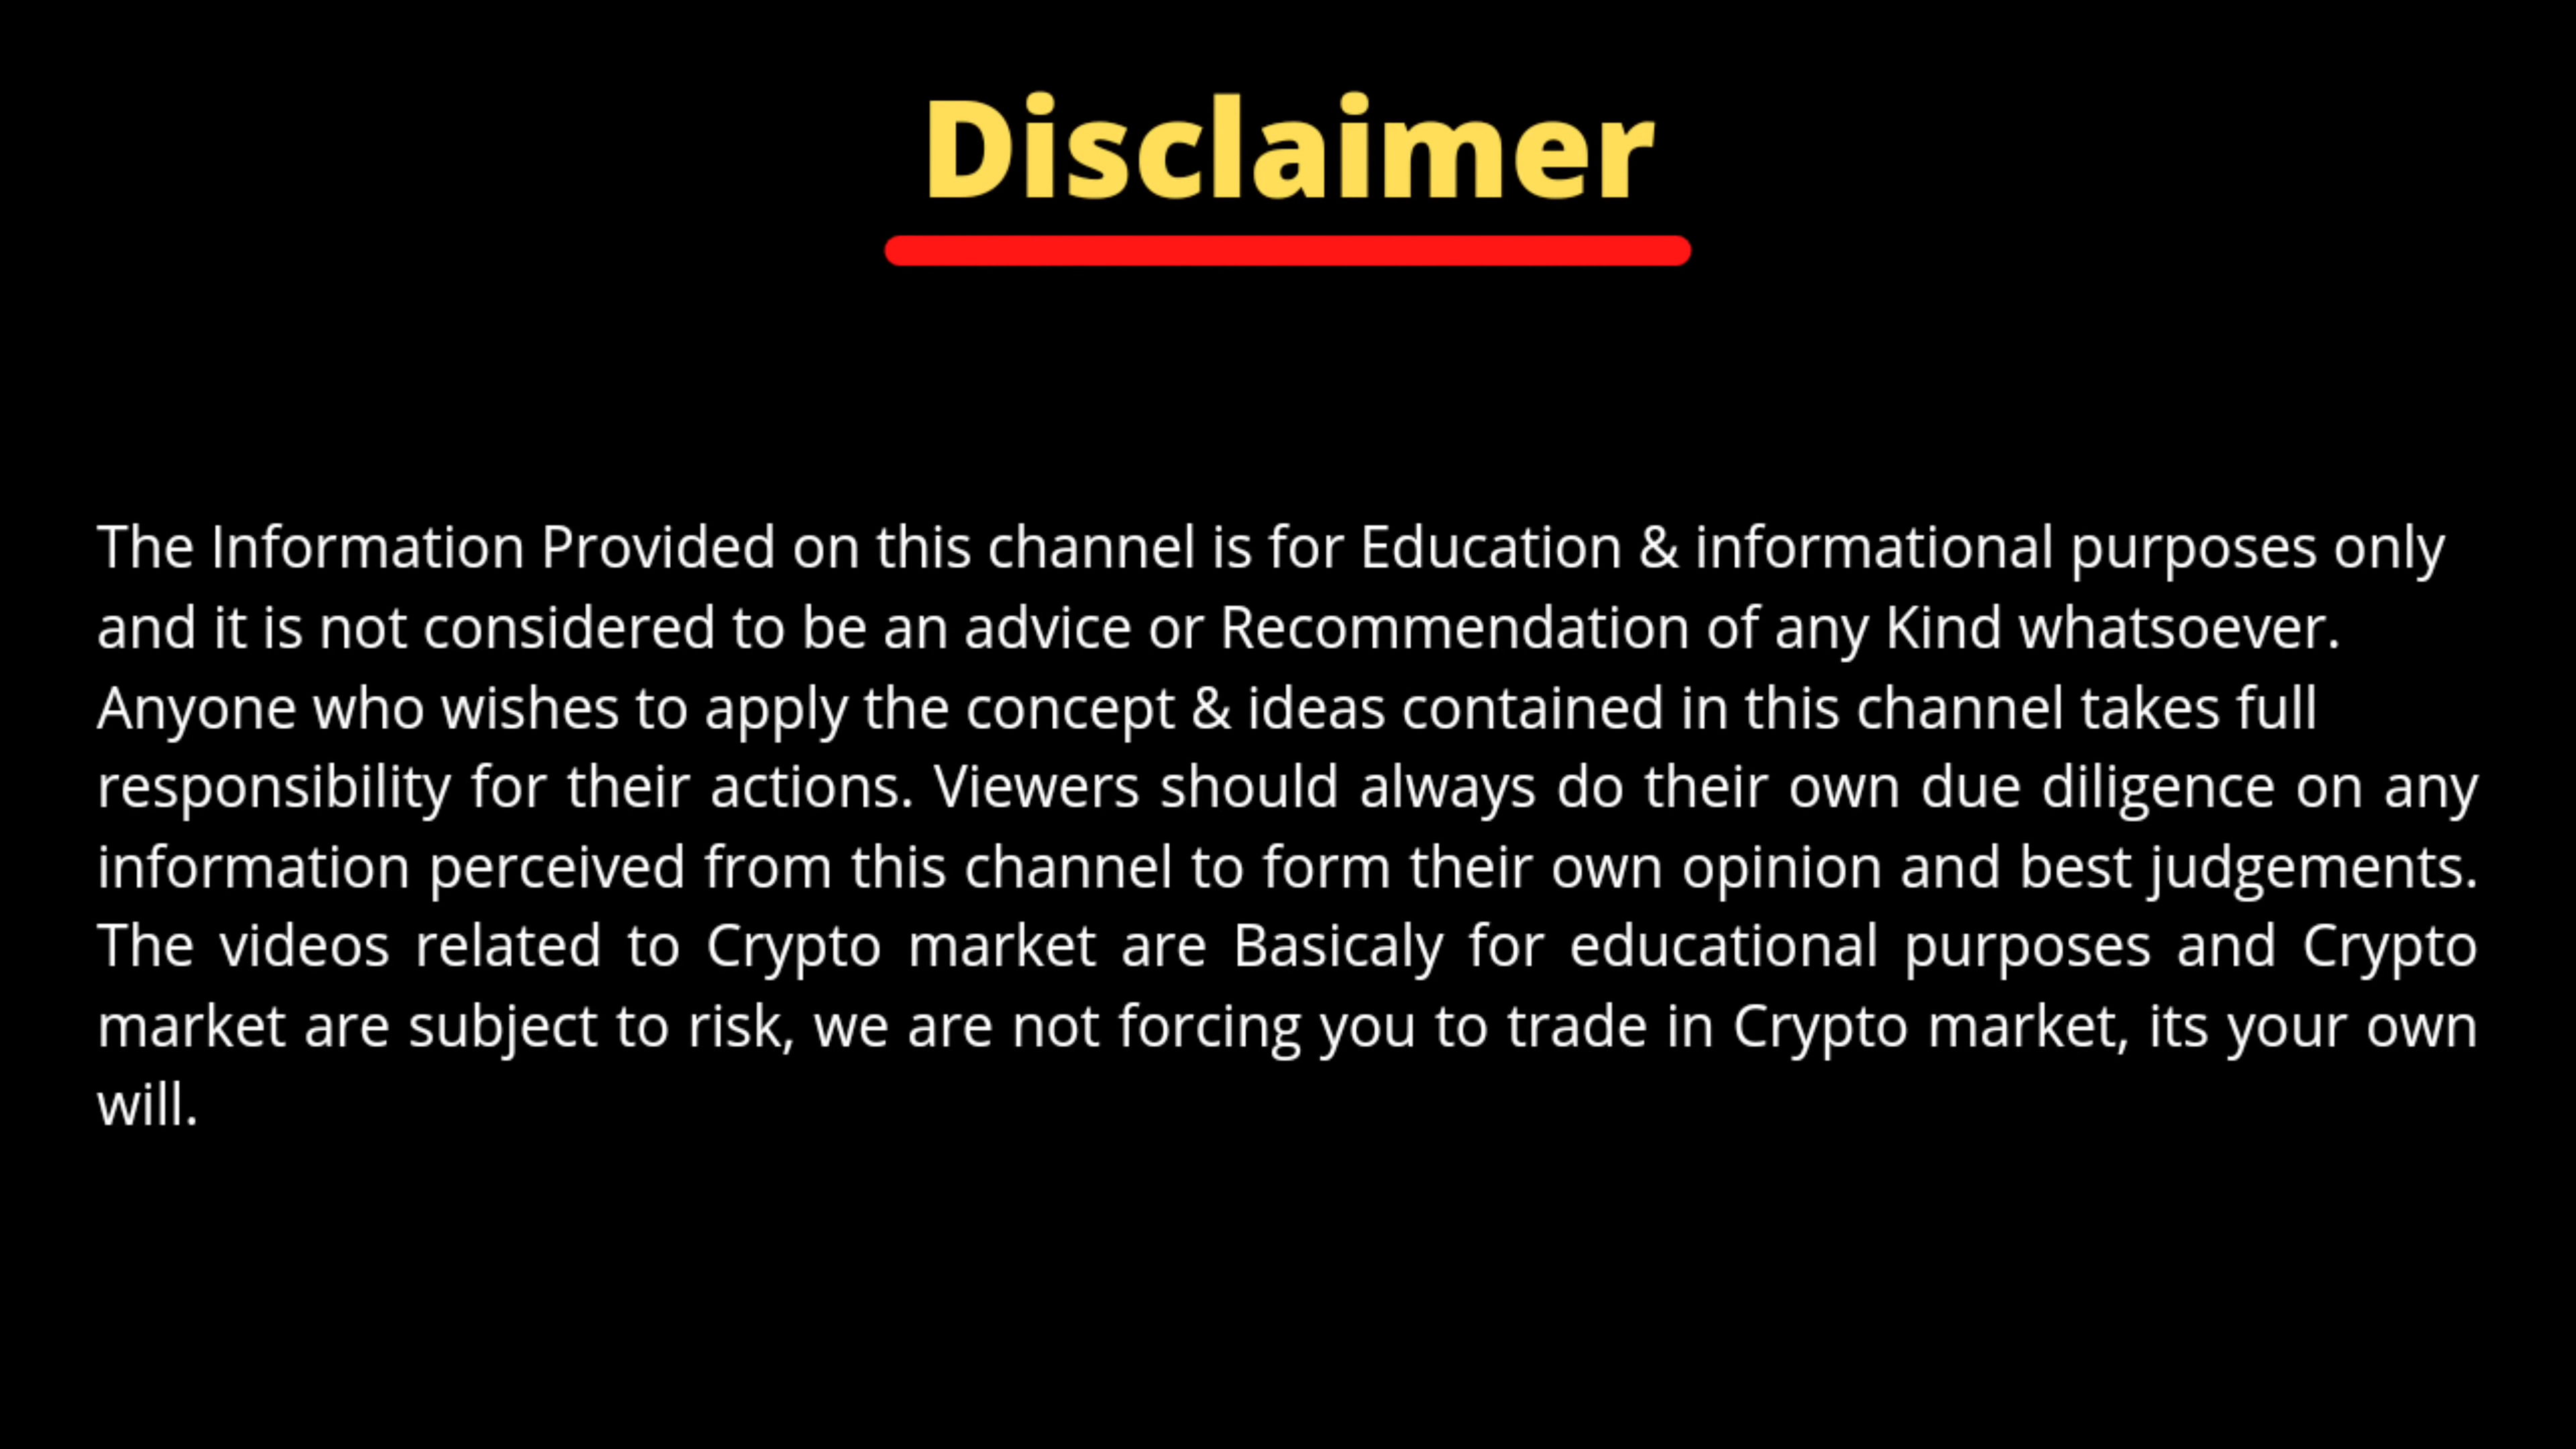 Disclaimer
The Information Provided on this channel is for Education & informational purposes only
and it is not considered to be an advice or Recommendation of any Kind whatsoever.
Anyone who wishes to apply the concept & ideas contained in this channel takes full
responsibility for their actions. Viewers should always do their own due diligence on any
information perceived from this channel to form their own opinion and best judgements.
The videos related to Crypto market are Basicaly for educational purposes and Crypto
market are subject to risk, we are not forcing you to trade in Crypto market, its your own
will.